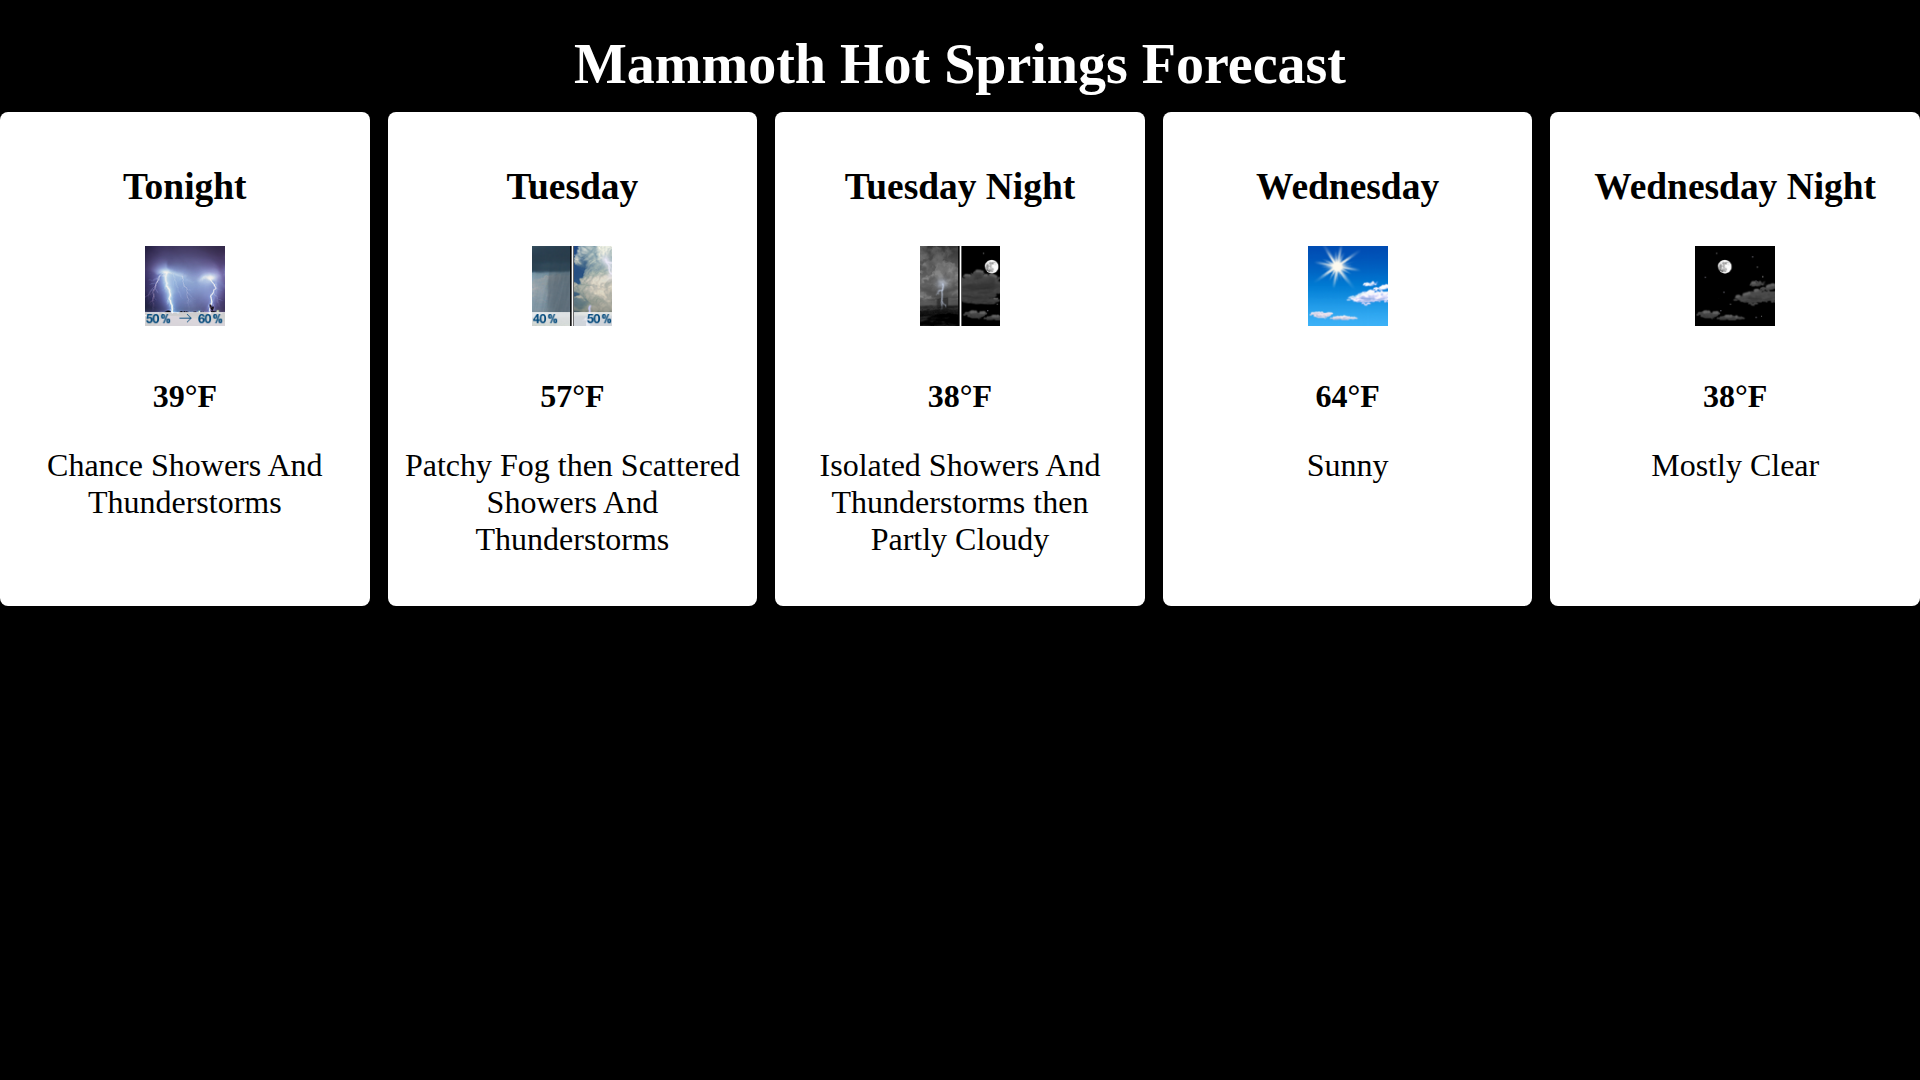 Mammoth Hot Springs Forecast
Tonight
50% → 60%
39°F
Chance Showers And
Thunderstorms
Tuesday
40% 50%
57°F
Patchy Fog then Scattered
Showers And
Thunderstorms
Tuesday Night
38°F
Isolated Showers And
Thunderstorms then
Partly Cloudy
Wednesday
64°F
Sunny
Wednesday Night
38°F
Mostly Clear